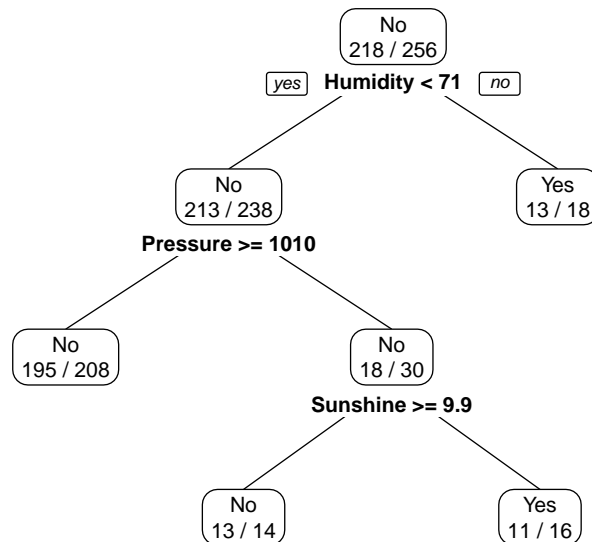 No
218 / 256
yes Humidity < 71 no
No
213 / 238
Yes
13 / 18
Pressure >= 1010
No
195 / 208
No
18 / 30
Sunshine >= 9.9
No
13 / 14
Yes
11 / 16